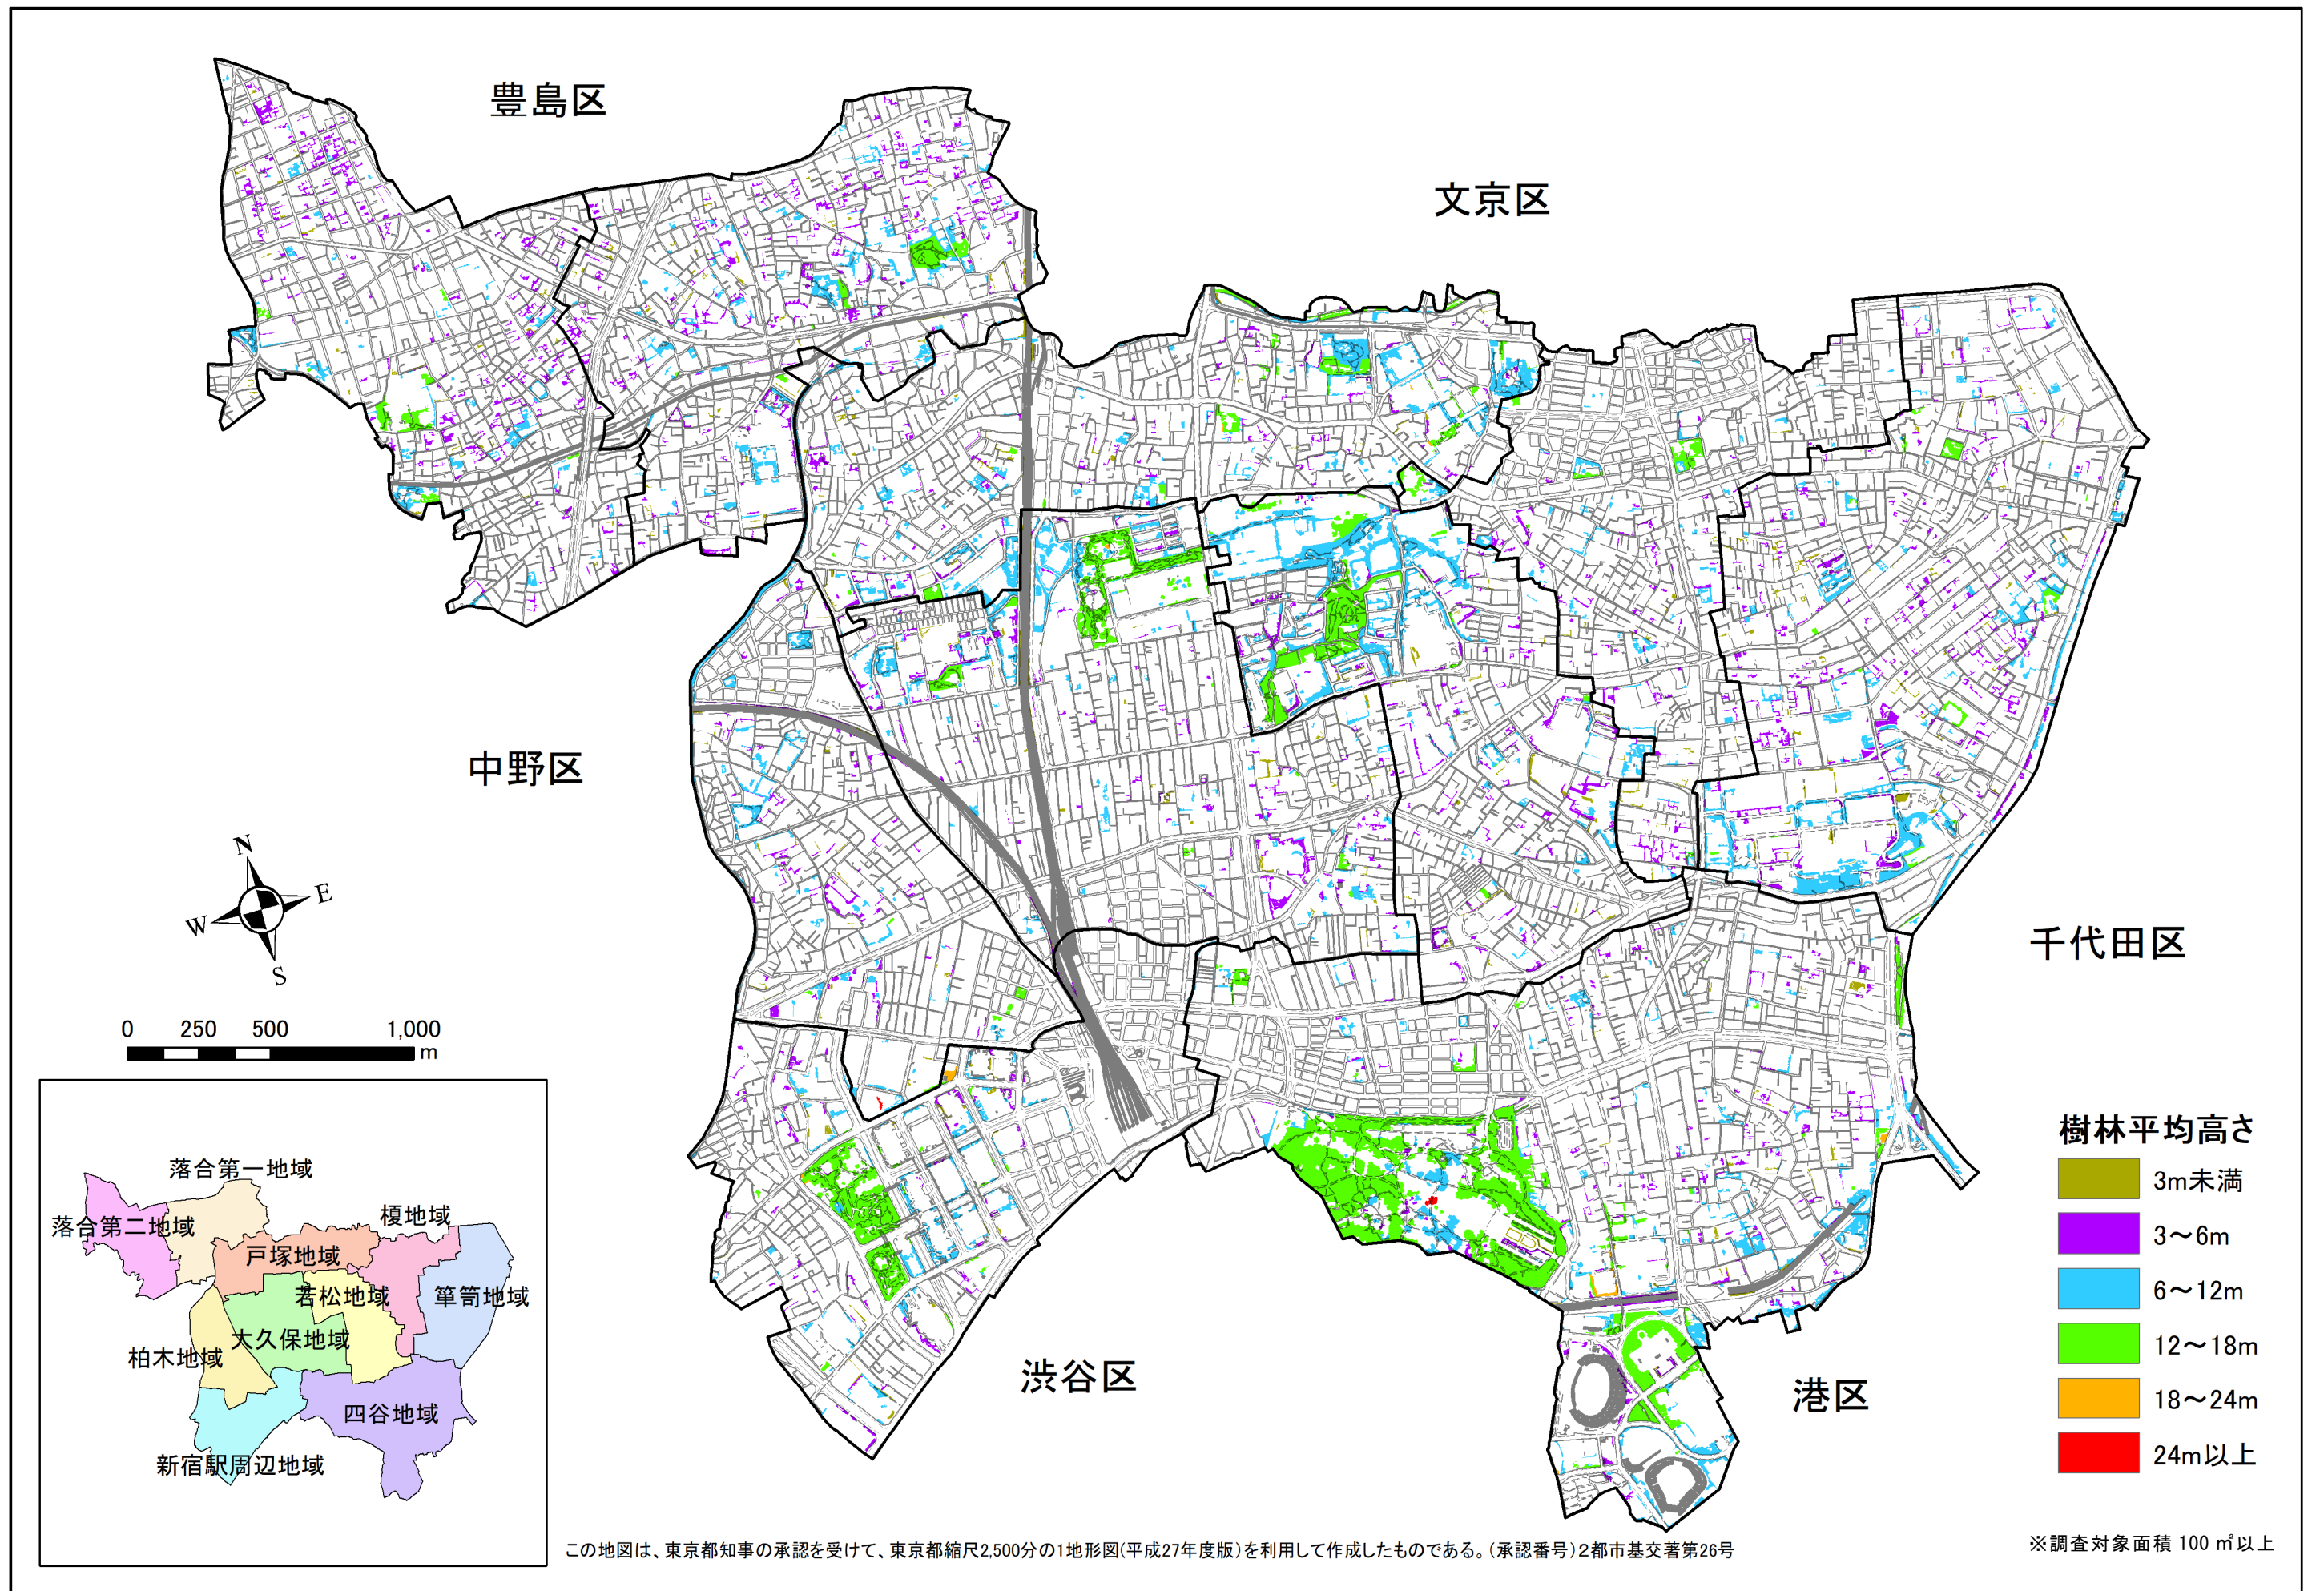 豊島区
文京区
中野区
千代田区
渋谷区
港区
N
E
W
S
0 250 500 1,000
m
落合第一地域
落合第二地域
榎地域
戸塚地域
若松地域
箪笥地域
大久保地域
柏木地域
四谷地域
新宿駅周辺地域
樹林平均高さ
3m未満
3～6m
6～12m
12～18m
18～24m
24m以上
この地図は、東京都知事の承認を受けて、東京都縮尺2,500分の1地形図(平成27年度版)を利用して作成したものである。(承認番号)2都市基交著第26号
※調査対象面積 100 ㎡以上